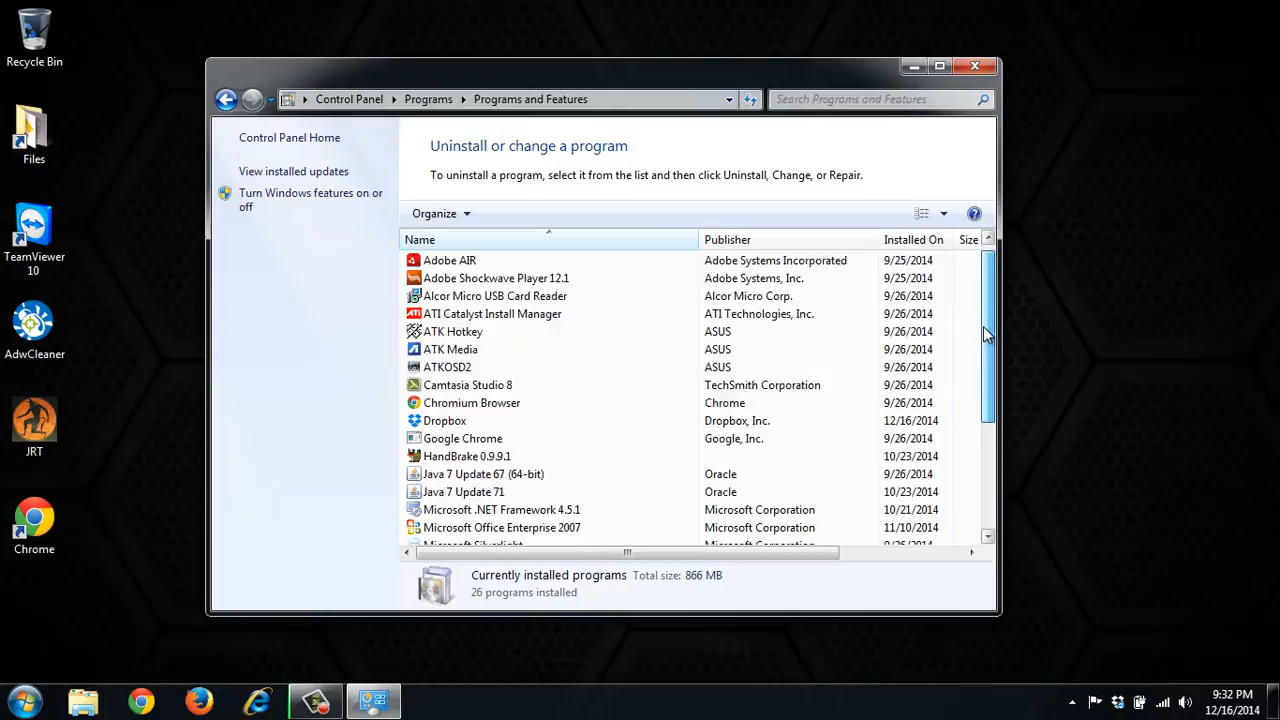 Recycle Bin
Files
TeamViewer
10
AdwCleaner
JRT
Chrome
Control Panel Programs Programs and Features
Search Programs and Features
Control Panel Home
View installed updates
Turn Windows features on or
off
Uninstall or change a program
To uninstall a program, select it from the list and then click Uninstall, Change, or Repair.
Organize
Name Publisher Installed On Size
Adobe AIR Adobe Systems Incorporated 9/25/2014
Adobe Shockwave Player 12.1 Adobe Systems, Inc. 9/25/2014
Alcor Micro USB Card Reader Alcor Micro Corp. 9/26/2014
ATI Catalyst Install Manager ATI Technologies, Inc. 9/26/2014
ATK Hotkey ASUS 9/26/2014
ATK Media ASUS 9/26/2014
ATKOSD2 ASUS 9/26/2014
Camtasia Studio 8 TechSmith Corporation 9/26/2014
Chromium Browser Chrome 9/26/2014
Dropbox Dropbox, Inc. 12/16/2014
Google Chrome Google, Inc. 9/26/2014
HandBrake 0.9.9.1 10/23/2014
Java 7 Update 67 (64-bit) Oracle 9/26/2014
Java 7 Update 71 Oracle 10/23/2014
Microsoft .NET Framework 4.5.1 Microsoft Corporation 10/21/2014
Microsoft Office Enterprise 2007 Microsoft Corporation 11/10/2014
Microsoft Silverlight Microsoft Corporation 9/26/2014
Currently installed programs Total size: 866 MB
26 programs installed
9:32 PM
12/16/2014